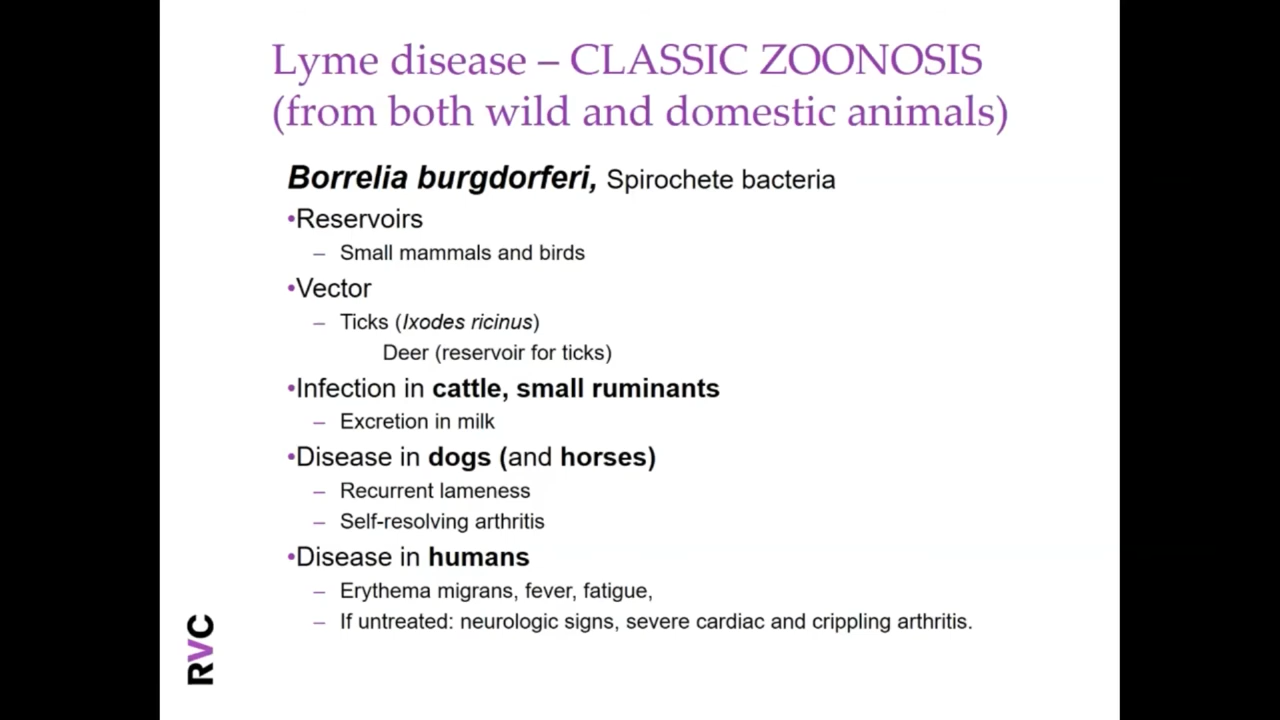 Lyme disease – CLASSIC ZOONOSIS
(from both wild and domestic animals)
Borrelia burgdorferi, Spirochete bacteria
•Reservoirs
– Small mammals and birds
•Vector
– Ticks (Ixodes ricinus)
Deer (reservoir for ticks)
•Infection in cattle, small ruminants
– Excretion in milk
•Disease in dogs (and horses)
– Recurrent lameness
– Self-resolving arthritis
•Disease in humans
– Erythema migrans, fever, fatigue,
– If untreated: neurologic signs, severe cardiac and crippling arthritis.
RVC